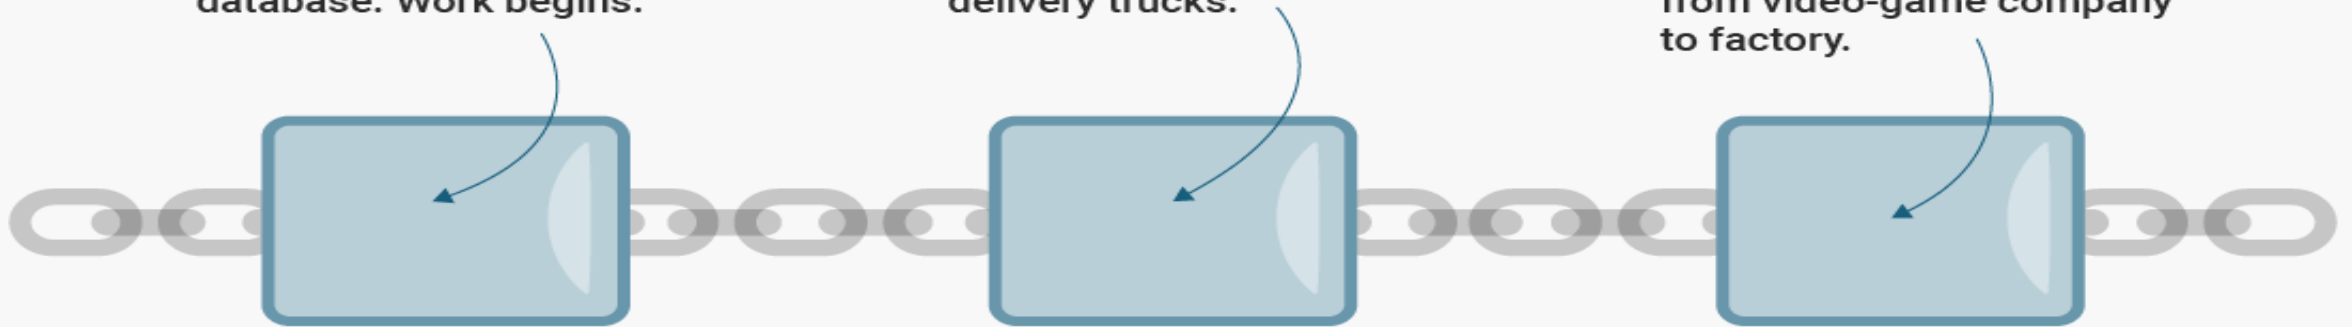 database. Work begins.
delivery trucks.
from video-game company
to factory.